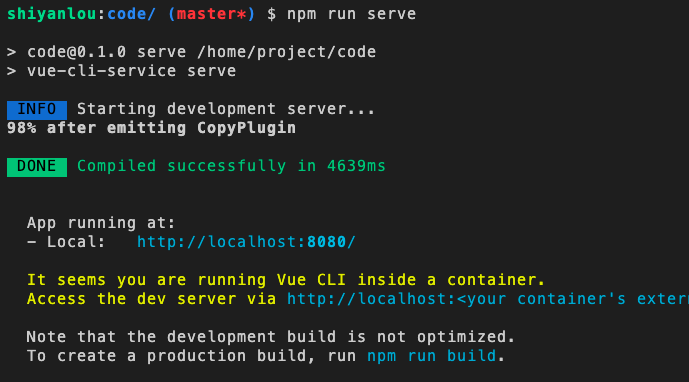 shiyanlou:code/ (master*) $ npm run serve
> code@0.1.0 serve /home/project/code
> vue-cli-service serve
INFO Starting development server...
98% after emitting CopyPlugin
DONE Compiled successfully in 4639ms
App running at:
- Local: http://localhost:8080/
It seems you are running Vue CLI inside a container.
Access the dev server via http://localhost:<your container's exter
Note that the development build is not optimized.
To create a production build, run npm run build.